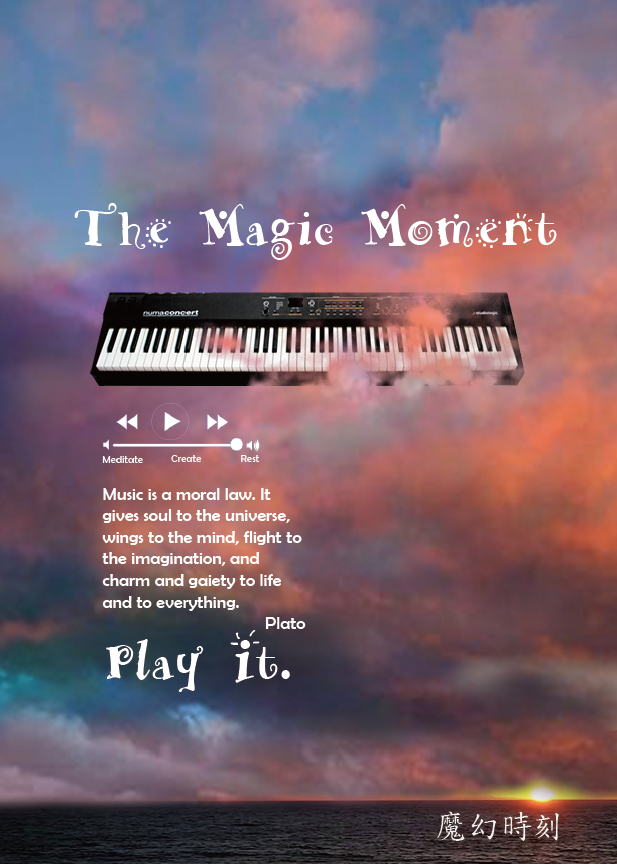 The Magic Moment
numaconcert
studiologic
Meditate Create Rest
Music is a moral law. It
gives soul to the universe,
wings to the mind, flight to
the imagination, and
charm and gaiety to life
and to everything.
Plato
Play it.
魔幻時刻